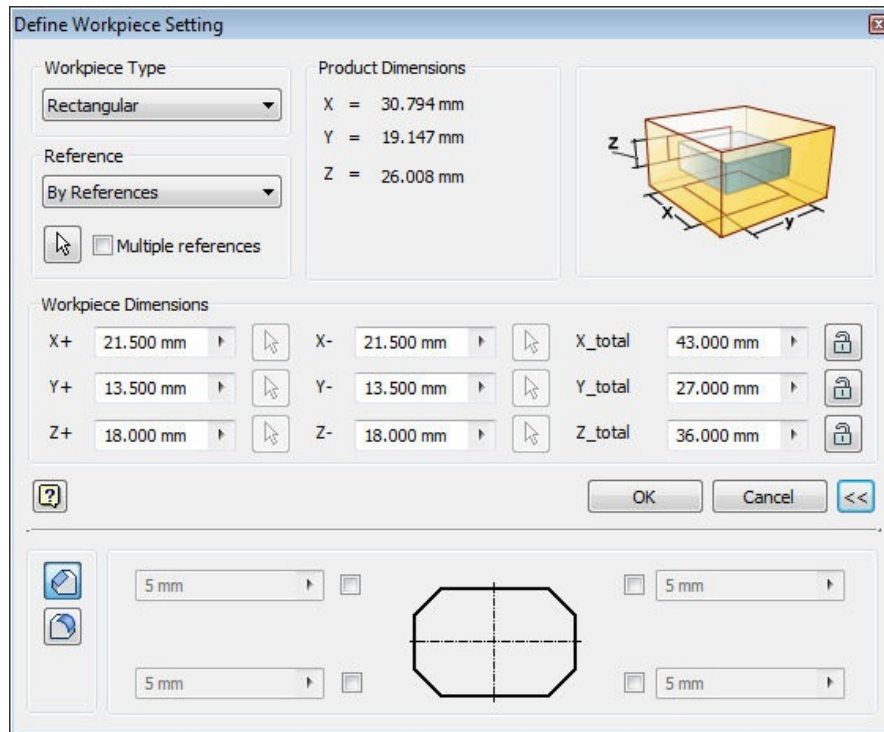 Define Workpiece Setting
Workpiece Type
Rectangular
Reference
By References
Multiple references
Product Dimensions
X = 30.794 mm
Y = 19.147 mm
Z = 26.008 mm
Z
X
y
Workpiece Dimensions
X+ 21.500 mm X- 21.500 mm X_total 43.000 mm
Y+ 13.500 mm Y- 13.500 mm Y_total 27.000 mm
Z+ 18.000 mm Z- 18.000 mm Z_total 36.000 mm
? OK Cancel <<
5 mm 5 mm
5 mm 5 mm